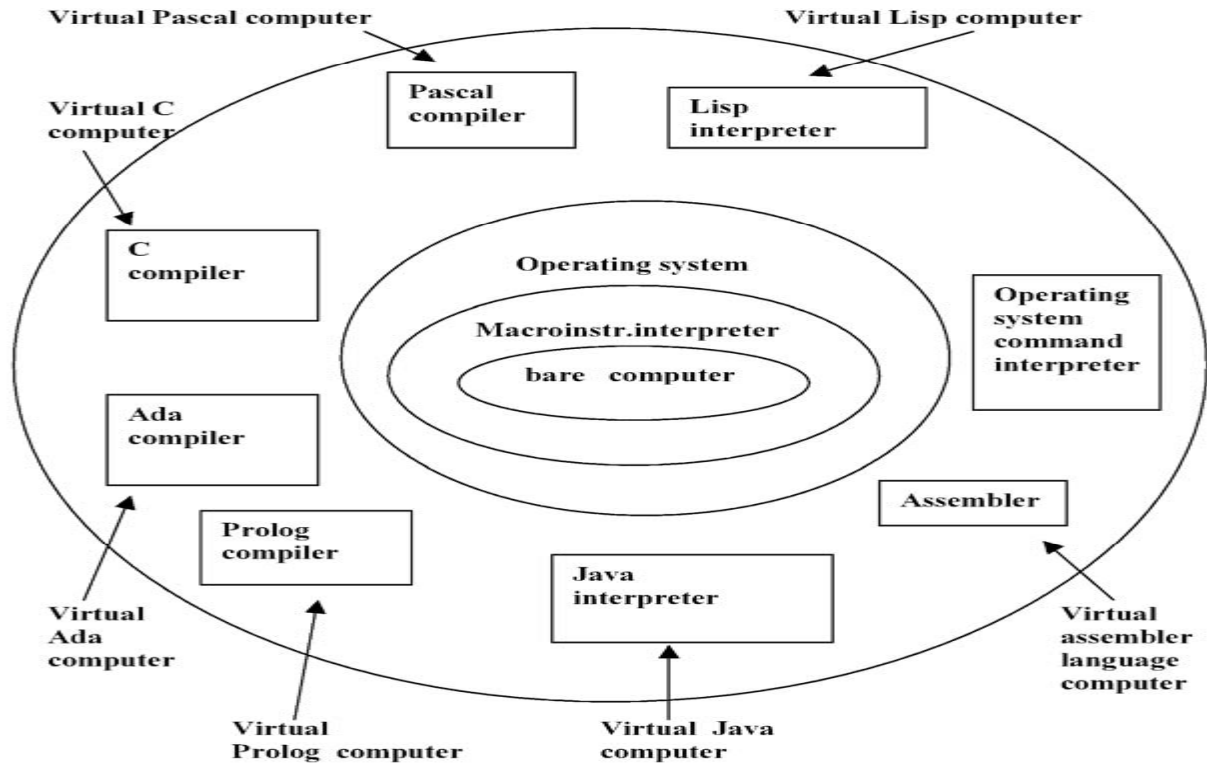 Virtual Pascal computer
Virtual Lisp computer
Pascal
compiler
Lisp
interpreter
Virtual C
computer
C
compiler
Operating system
Macroinstr.interpreter
bare computer
Operating
system
command
interpreter
Ada
compiler
Assembler
Prolog
compiler
Java
interpreter
Virtual
Ada
computer
Virtual
assembler
language
computer
Virtual
Prolog computer
Virtual Java
computer